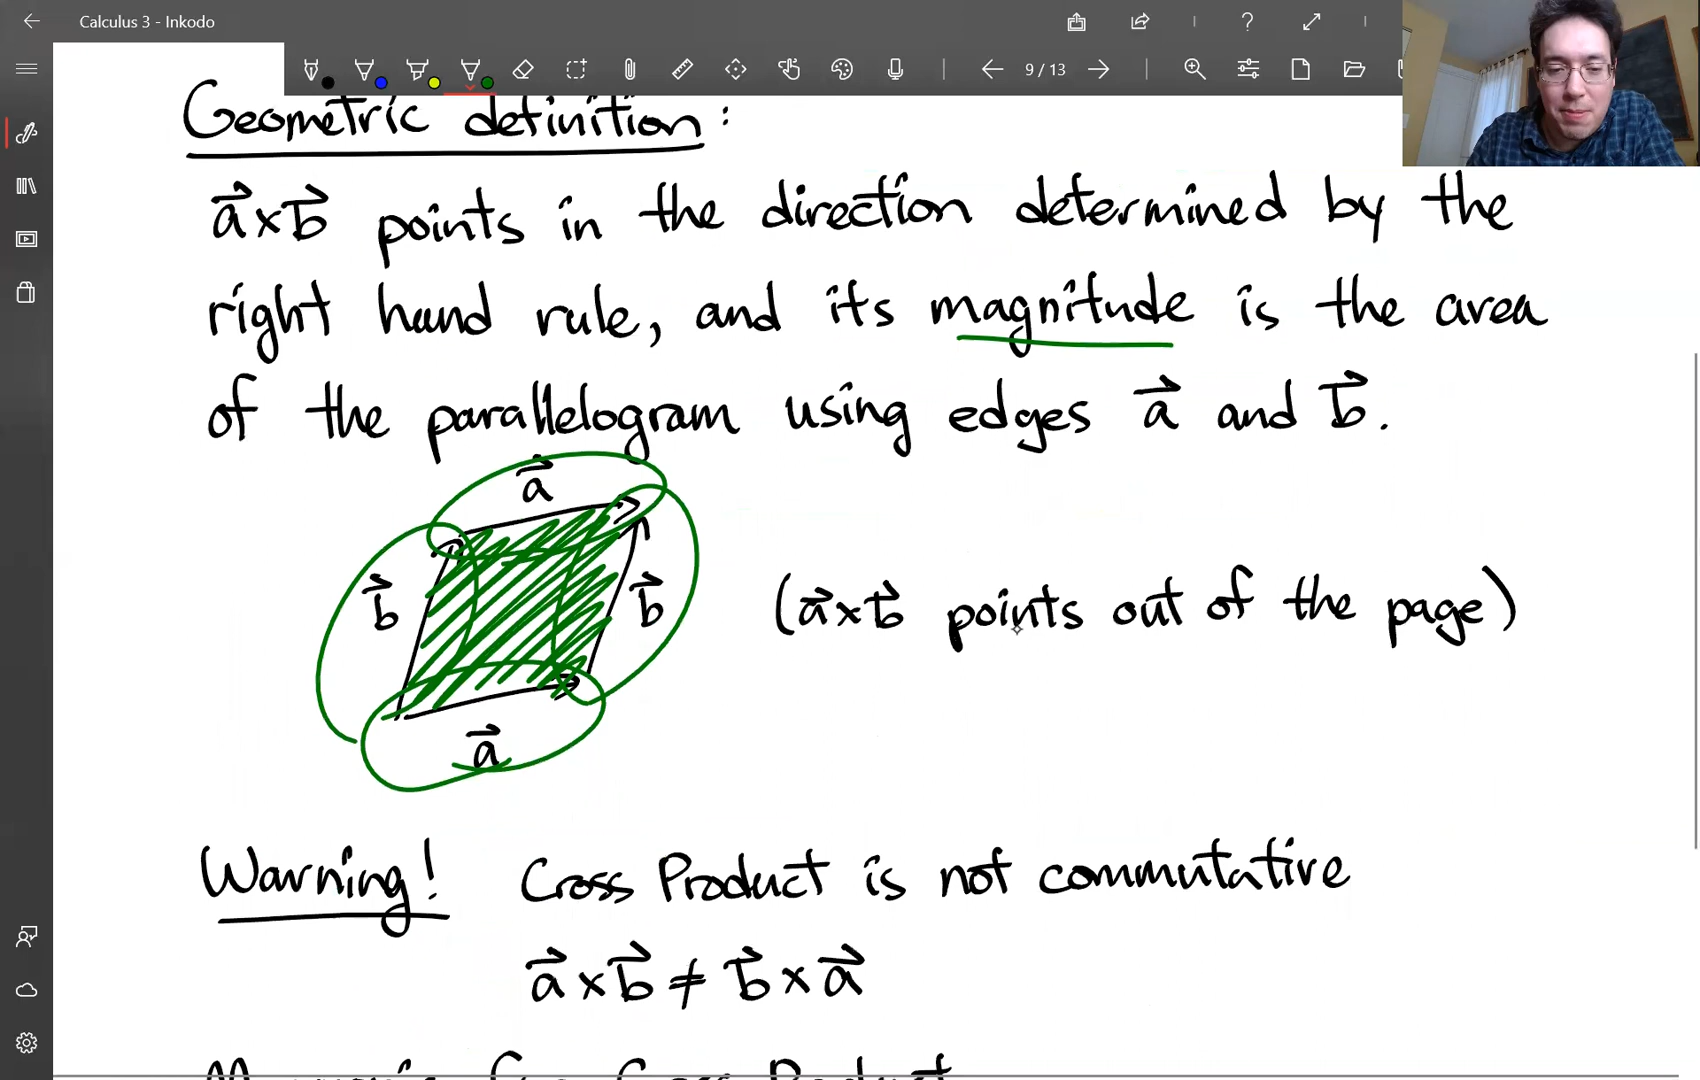 Calculus 3 - Inkodo
9 / 13
Geometric definition:
a⃗×b⃗ points in the direction determined by the
right hand rule, and its magnitude is the area
of the parallelogram using edges a⃗ and b⃗.
a⃗
b⃗
b⃗
(a⃗×b⃗ points out of the page)
a⃗
Warning! Cross Product is not commutative
a⃗×b⃗≠b⃗×a⃗
Cross Product